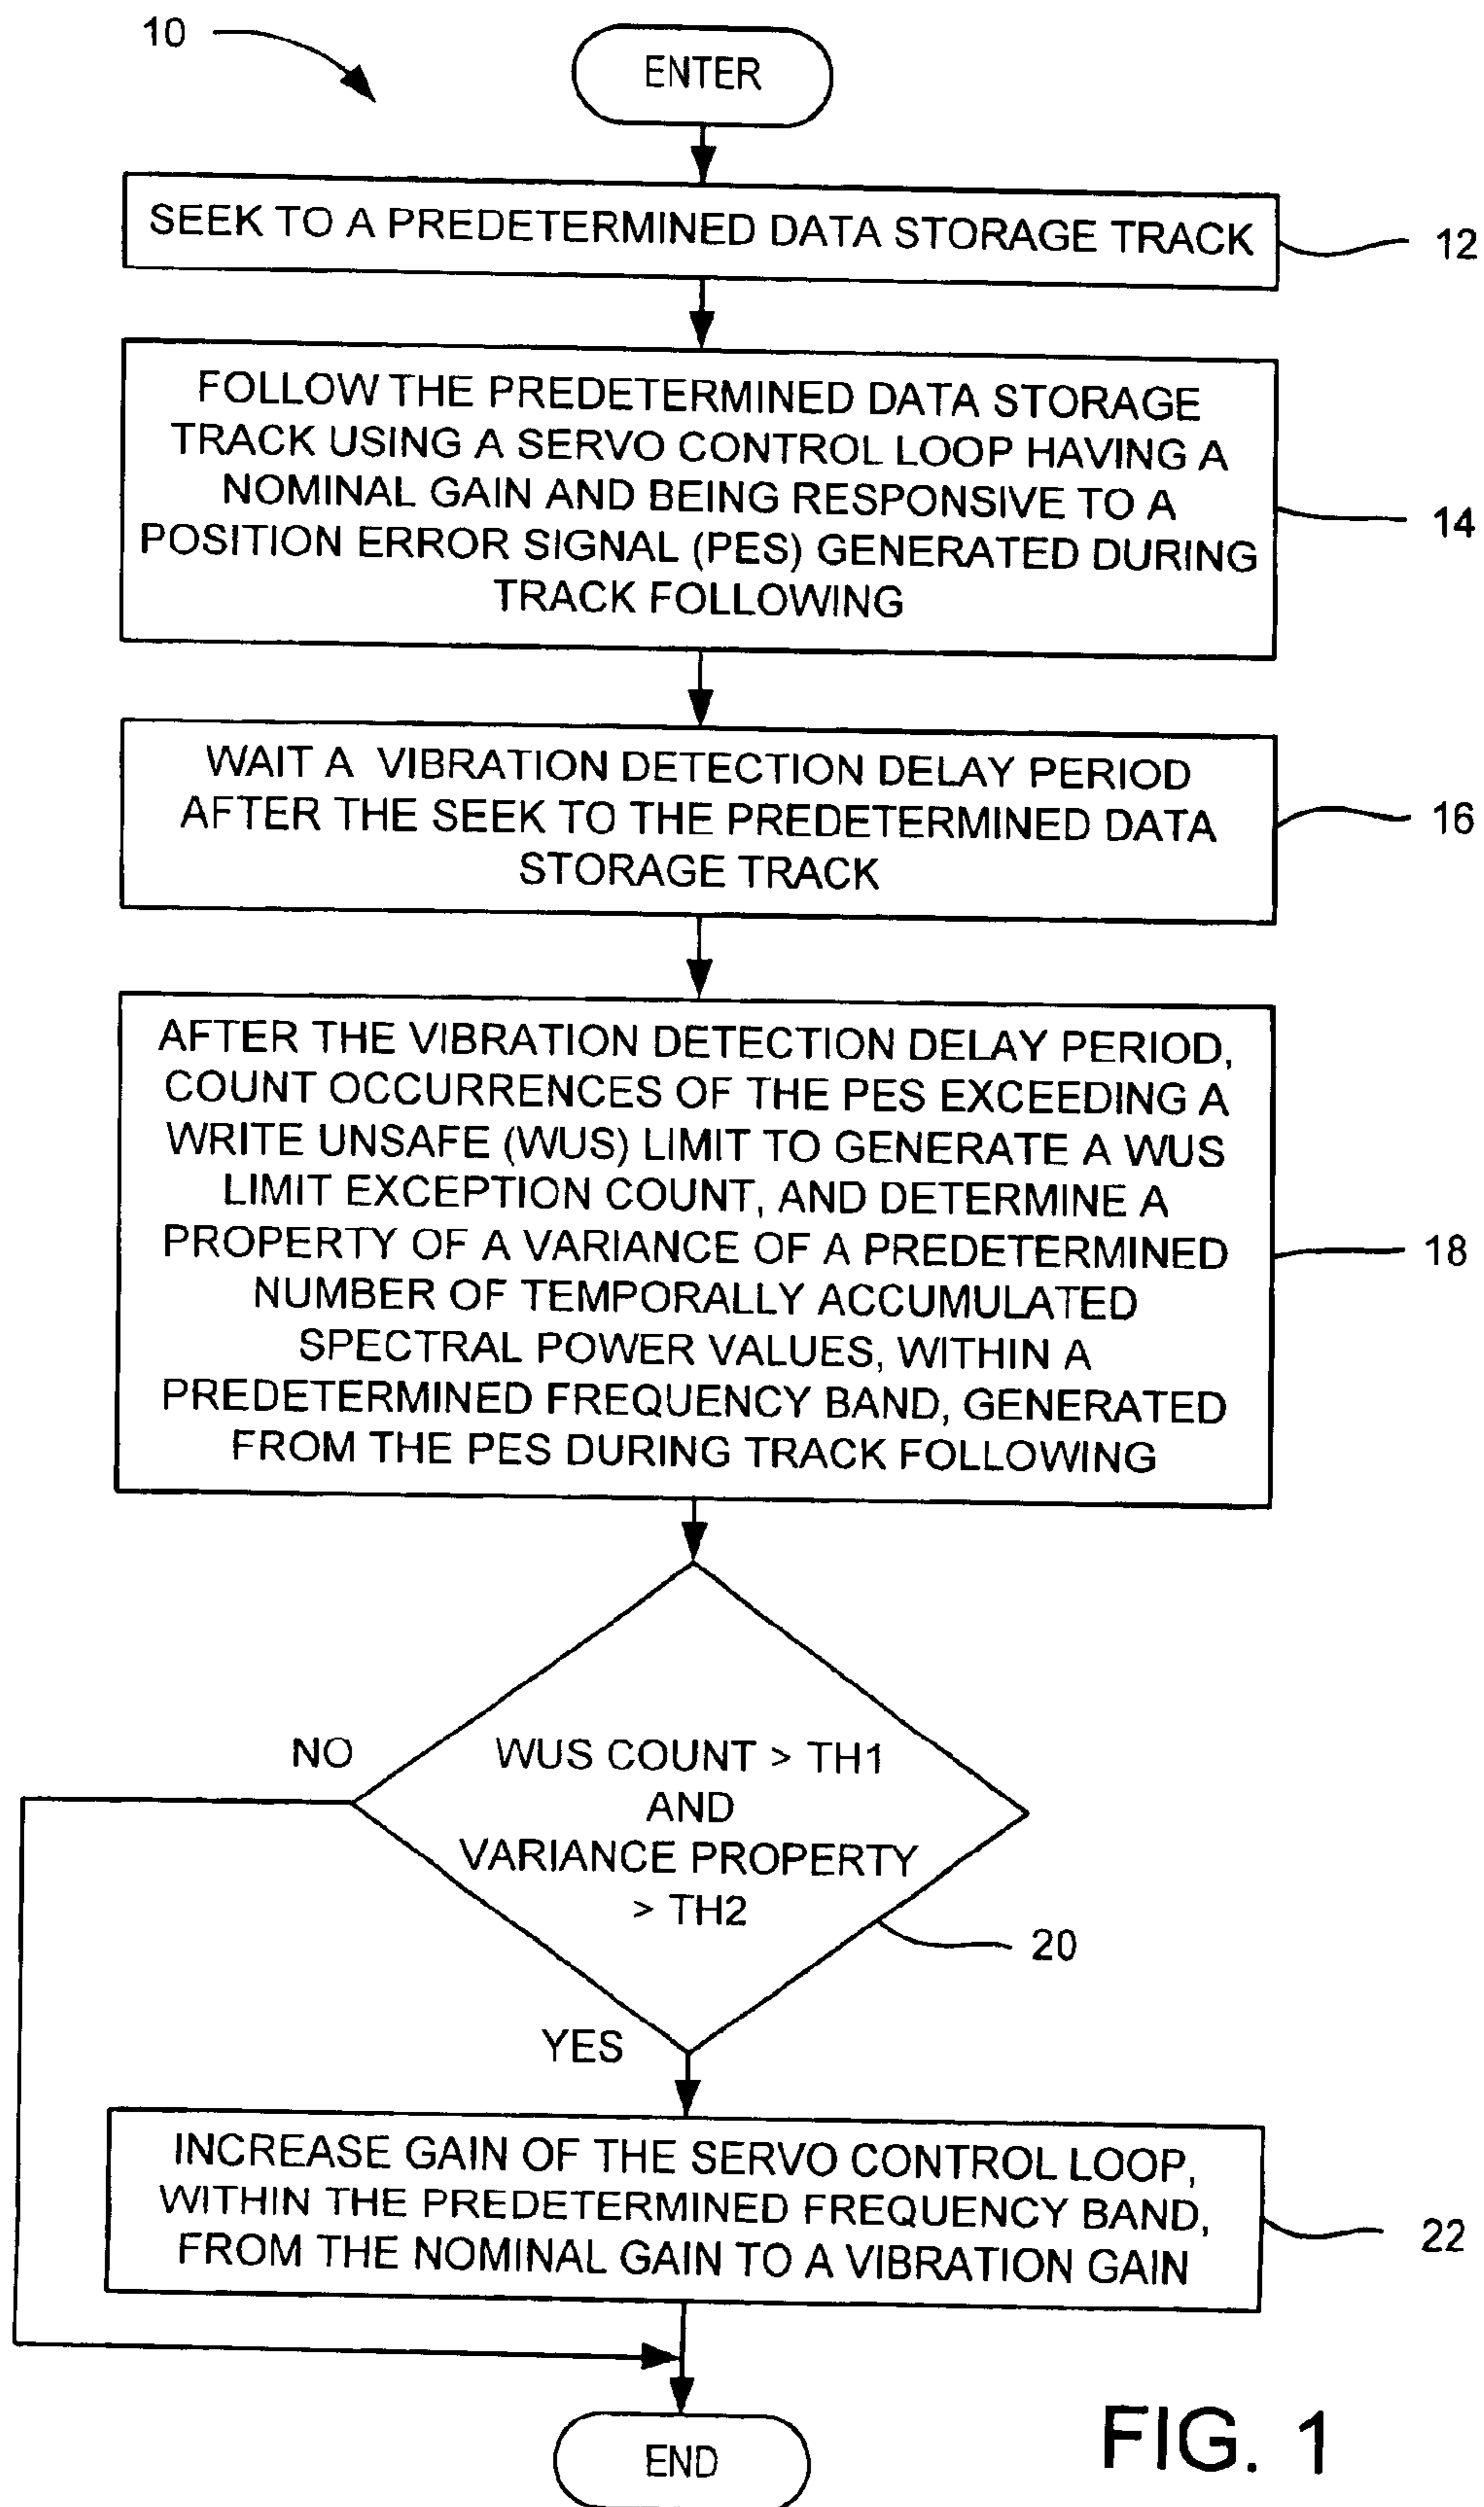 10
ENTER
SEEK TO A PREDETERMINED DATA STORAGE TRACK
12
FOLLOW THE PREDETERMINED DATA STORAGE
TRACK USING A SERVO CONTROL LOOP HAVING A
NOMINAL GAIN AND BEING RESPONSIVE TO A
POSITION ERROR SIGNAL (PES) GENERATED DURING
TRACK FOLLOWING
14
WAIT A VIBRATION DETECTION DELAY PERIOD
AFTER THE SEEK TO THE PREDETERMINED DATA
STORAGE TRACK
16
AFTER THE VIBRATION DETECTION DELAY PERIOD,
COUNT OCCURRENCES OF THE PES EXCEEDING A
WRITE UNSAFE (WUS) LIMIT TO GENERATE A WUS
LIMIT EXCEPTION COUNT, AND DETERMINE A
PROPERTY OF A VARIANCE OF A PREDETERMINED
NUMBER OF TEMPORALLY ACCUMULATED
SPECTRAL POWER VALUES, WITHIN A
PREDETERMINED FREQUENCY BAND, GENERATED
FROM THE PES DURING TRACK FOLLOWING
18
NO
WUS COUNT > TH1
AND
VARIANCE PROPERTY
> TH2
20
YES
INCREASE GAIN OF THE SERVO CONTROL LOOP,
WITHIN THE PREDETERMINED FREQUENCY BAND,
FROM THE NOMINAL GAIN TO A VIBRATION GAIN
22
END
FIG. 1